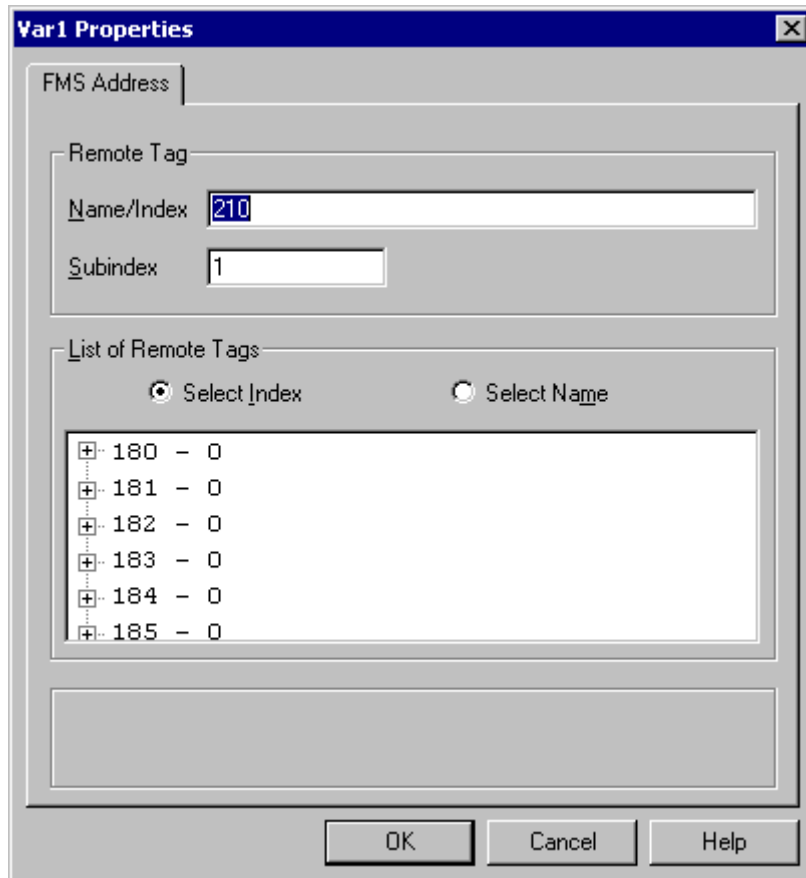 Var1 Properties
FMS Address
Remote Tag
Name/Index 210
Subindex 1
List of Remote Tags
Select Index Select Name
180 - 0
181 - 0
182 - 0
183 - 0
184 - 0
185 - 0
OK Cancel Help